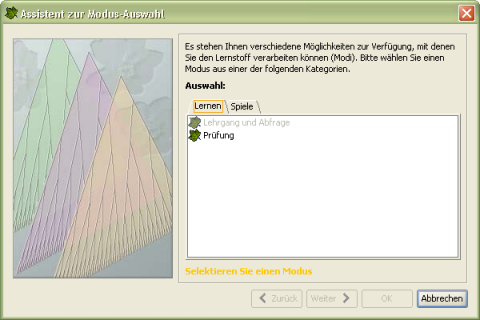 Assistent zur Modus-Auswahl
Es stehen Ihnen verschiedene Möglichkeiten zur Verfügung, mit denen
Sie den Lernstoff verarbeiten können (Modi). Bitte wählen Sie einen
Modus aus einer der folgenden Kategorien.
Auswahl:
Lernen Spiele
Lehrgang und Abfrage
Prüfung
Selektieren Sie einen Modus
Zurück Weiter OK Abbrechen